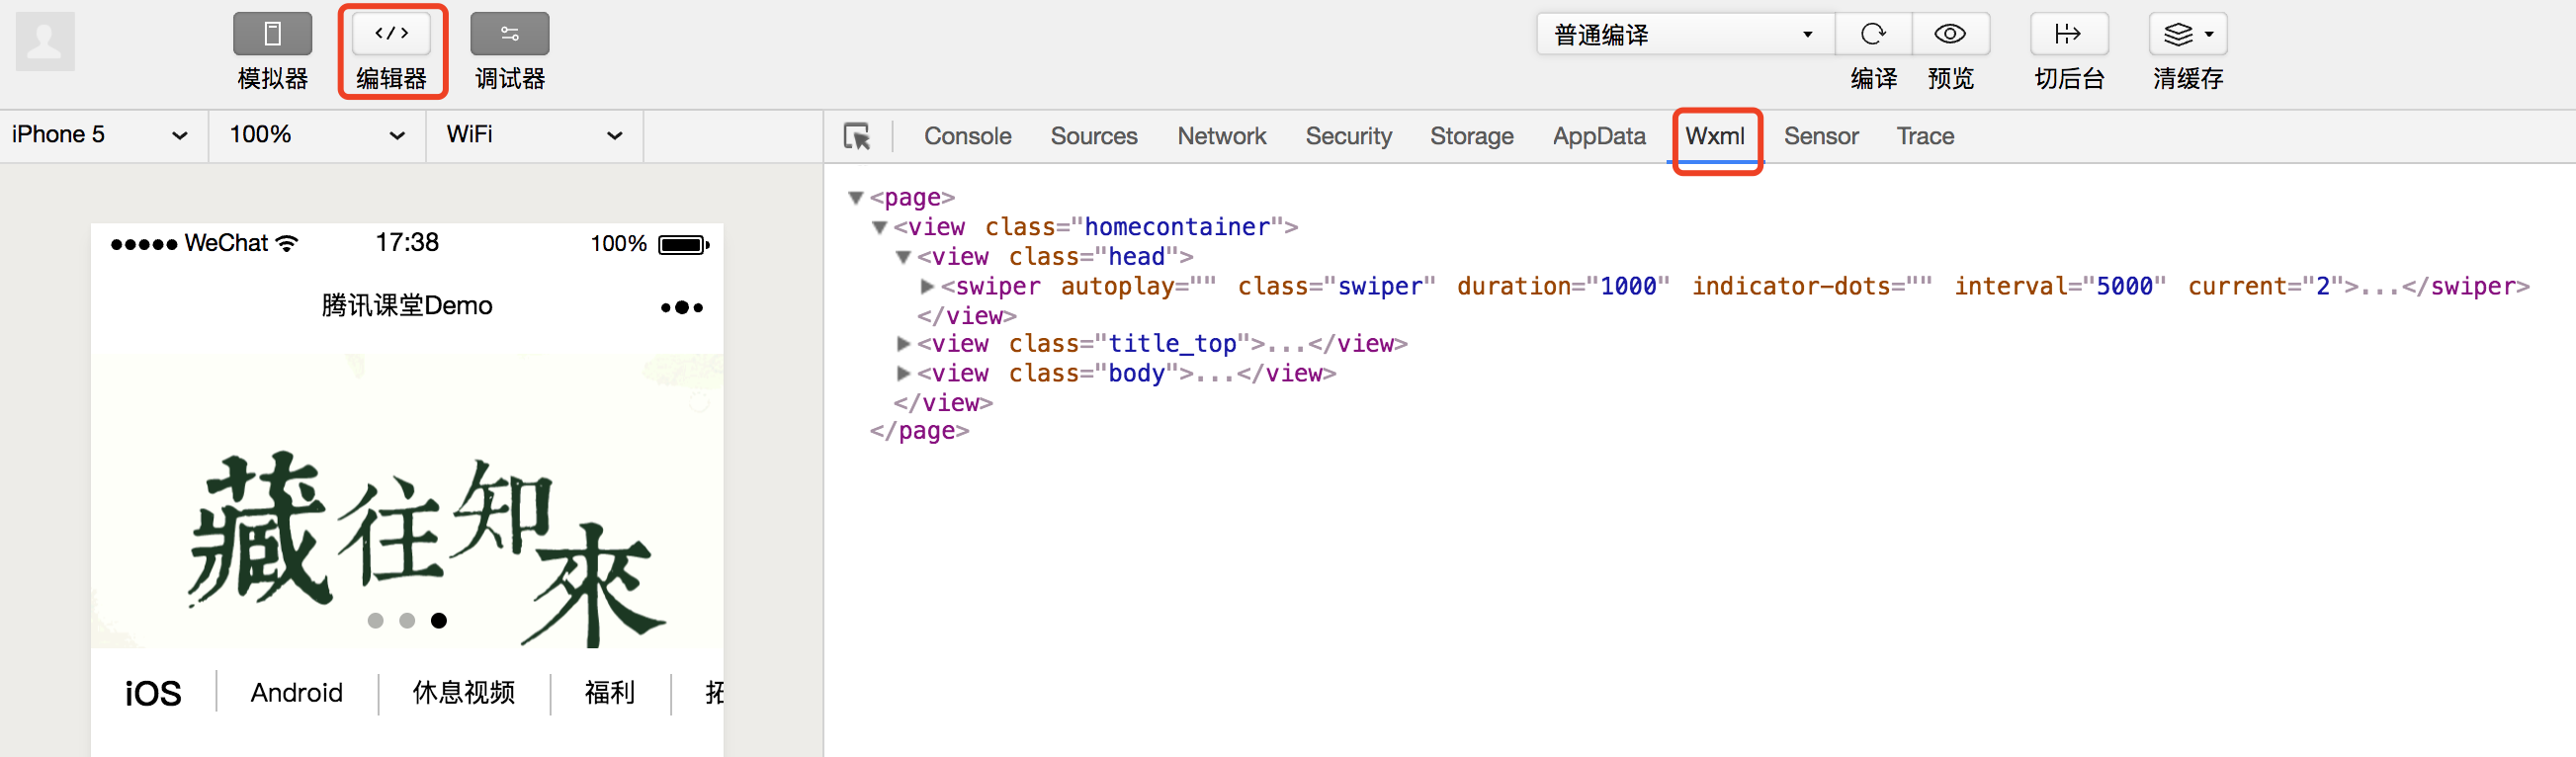 普通编译
模拟器 编辑器 调试器 编译 预览 切后台 清缓存
iPhone 5 100% WiFi Console Sources Network Security Storage AppData Wxml Sensor Trace
WeChat 17:38 100%
腾讯课堂Demo
藏往知來
iOS Android 休息视频 福利 拓
<page>
<view class="homecontainer">
<view class="head">
<swiper autoplay="" class="swiper" duration="1000" indicator-dots="" interval="5000" current="2">...</swiper>
</view>
<view class="title_top">...</view>
<view class="body">...</view>
</view>
</page>